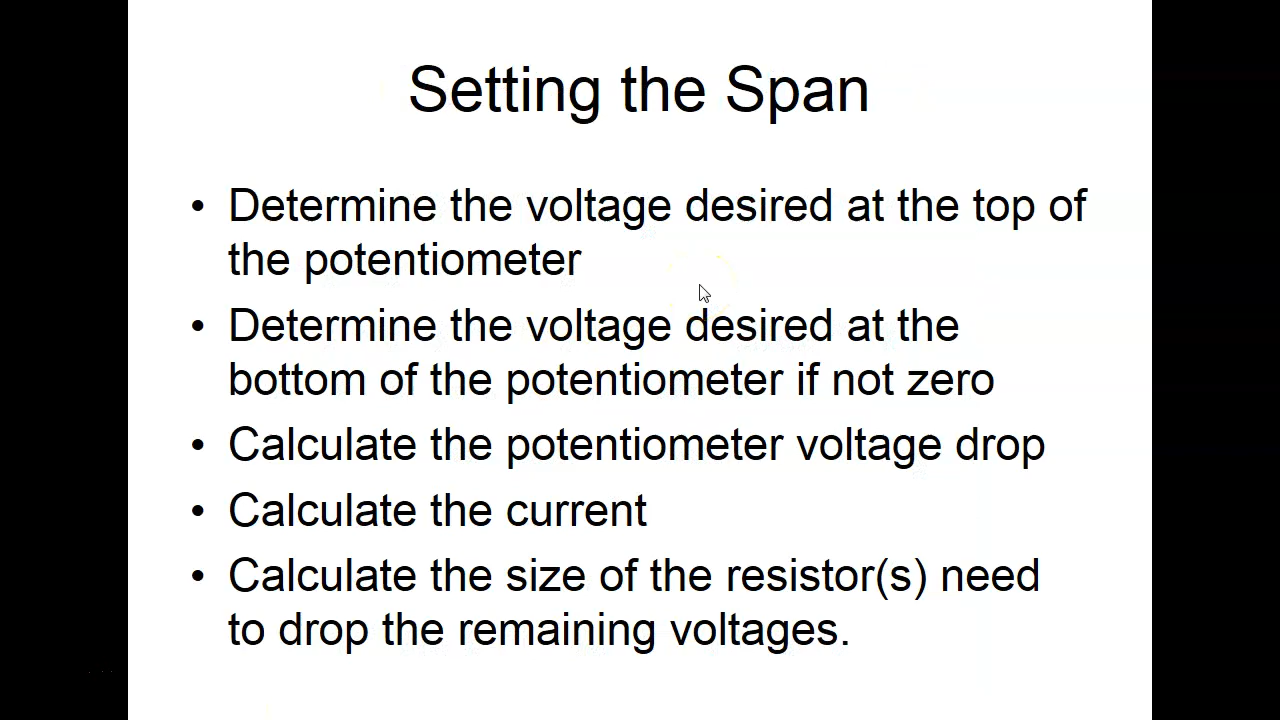 Setting the Span
• Determine the voltage desired at the top of
the potentiometer
• Determine the voltage desired at the
bottom of the potentiometer if not zero
• Calculate the potentiometer voltage drop
• Calculate the current
• Calculate the size of the resistor(s) need
to drop the remaining voltages.